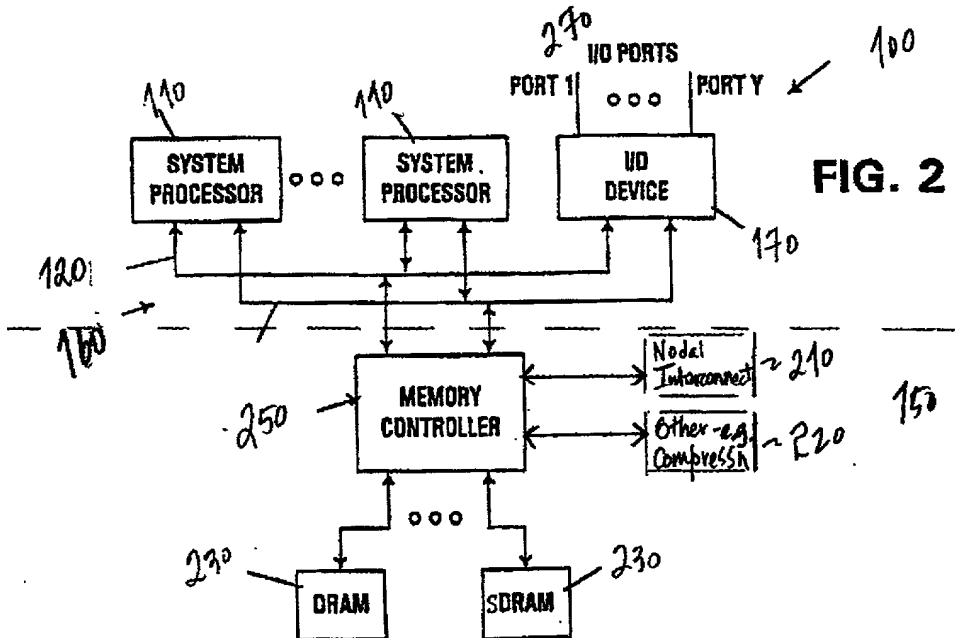 270
I/O PORTS
PORT 1
PORT Y
100
110
110
SYSTEM
PROCESSOR
SYSTEM
PROCESSOR
I/O
DEVICE
FIG. 2
170
120
160
Nodal
Interconnect
210
MEMORY
CONTROLLER
250
150
Other-e.g.
Compressn
220
230
DRAM
SDRAM
230